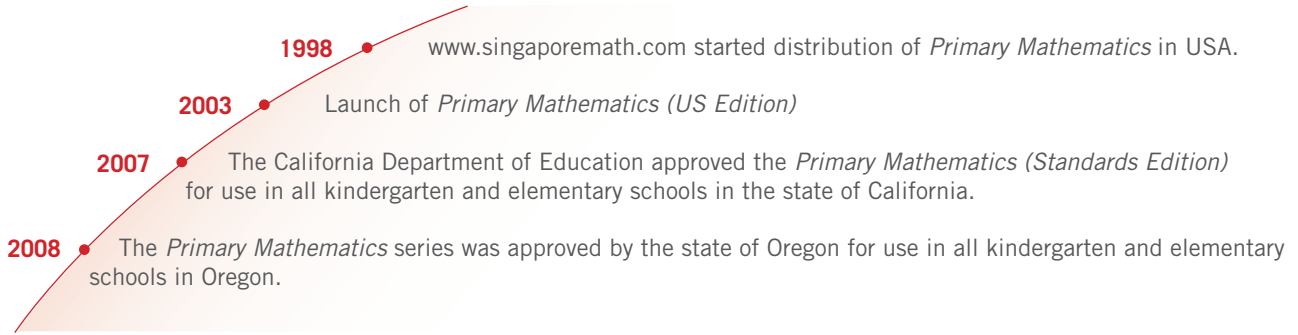 1998 www.singaporemath.com started distribution of Primary Mathematics in USA.
2003 Launch of Primary Mathematics (US Edition)
2007 The California Department of Education approved the Primary Mathematics (Standards Edition)
for use in all kindergarten and elementary schools in the state of California.
2008 The Primary Mathematics series was approved by the state of Oregon for use in all kindergarten and elementary
schools in Oregon.